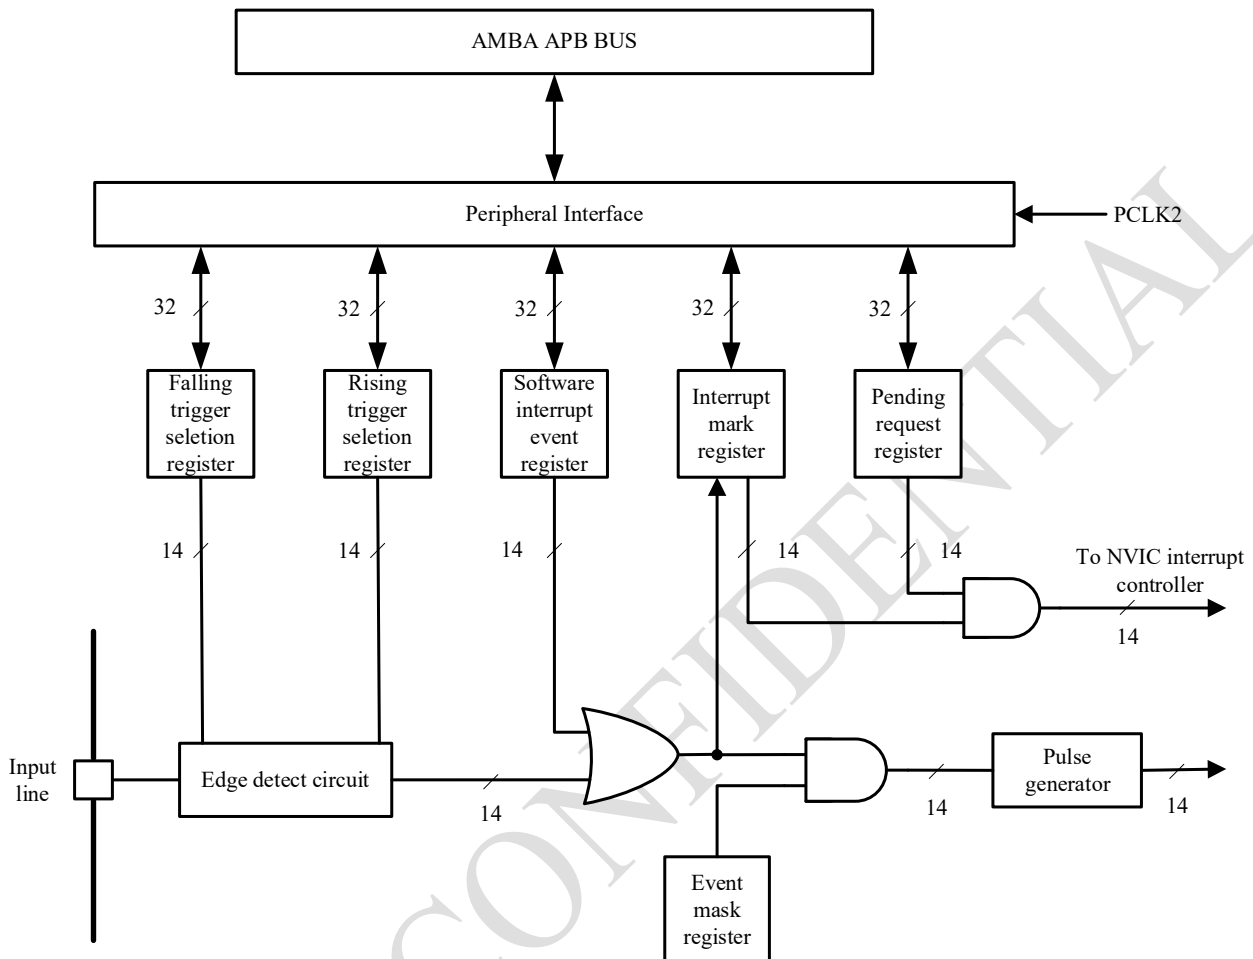 AMBA APB BUS
Peripheral Interface
PCLK2
32
32
32
32
32
Falling
trigger
seletion
register
Rising
trigger
seletion
register
Software
interrupt
event
register
Interrupt
mark
register
Pending
request
register
14
14
14
14
14
To NVIC interrupt
controller
14
Input
line
Edge detect circuit
14
14
Pulse
generator
14
Event
mask
register
CONFIDENTIAL